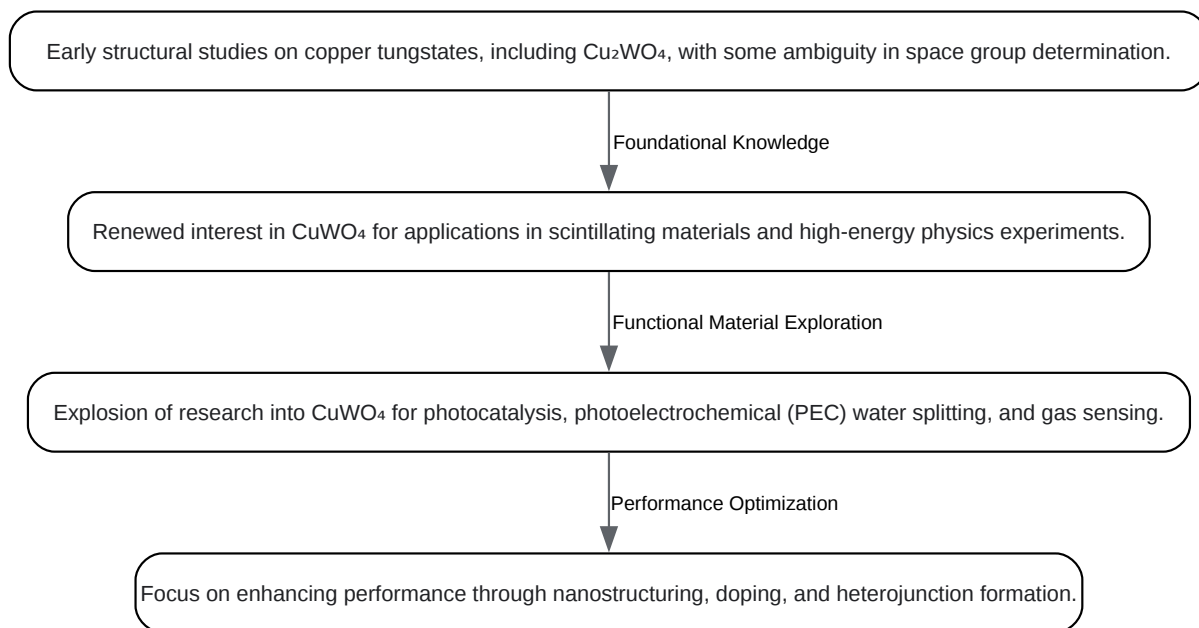 Early structural studies on copper tungstates, including Cu₂WO₄, with some ambiguity in space group determination.
Foundational Knowledge
Renewed interest in CuWO₄ for applications in scintillating materials and high-energy physics experiments.
Functional Material Exploration
Explosion of research into CuWO₄ for photocatalysis, photoelectrochemical (PEC) water splitting, and gas sensing.
Performance Optimization
Focus on enhancing performance through nanostructuring, doping, and heterojunction formation.